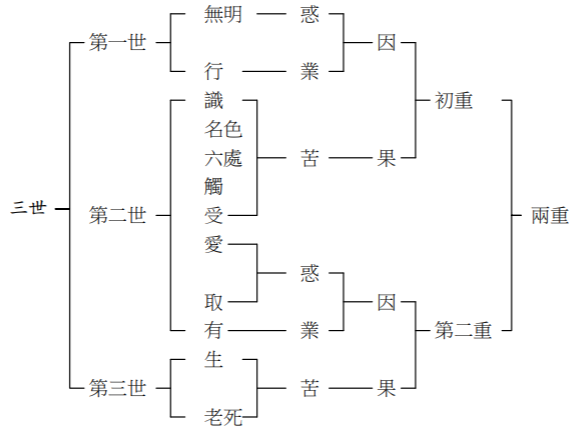 無明 惑
第一世 因
行 業
識 初重
名色
六處 苦 果
觸
三世 第二世 受 兩重
愛
惑
取 因
有 業 第二重
生
第三世 苦 果
老死